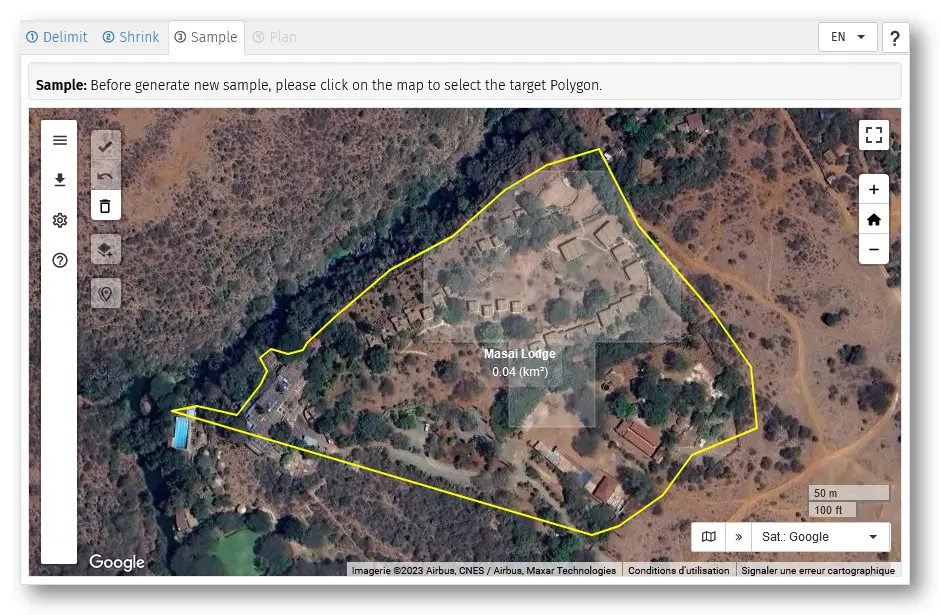 ① Delimit ② Shrink ③ Sample ④ Plan EN ?
Sample: Before generate new sample, please click on the map to select the target Polygon.
+
−
Masai Lodge
0.04 (km²)
50 m
100 ft
» Sat.: Google
Google
Imagerie ©2023 Airbus, CNES / Airbus, Maxar Technologies Conditions d'utilisation Signaler une erreur cartographique